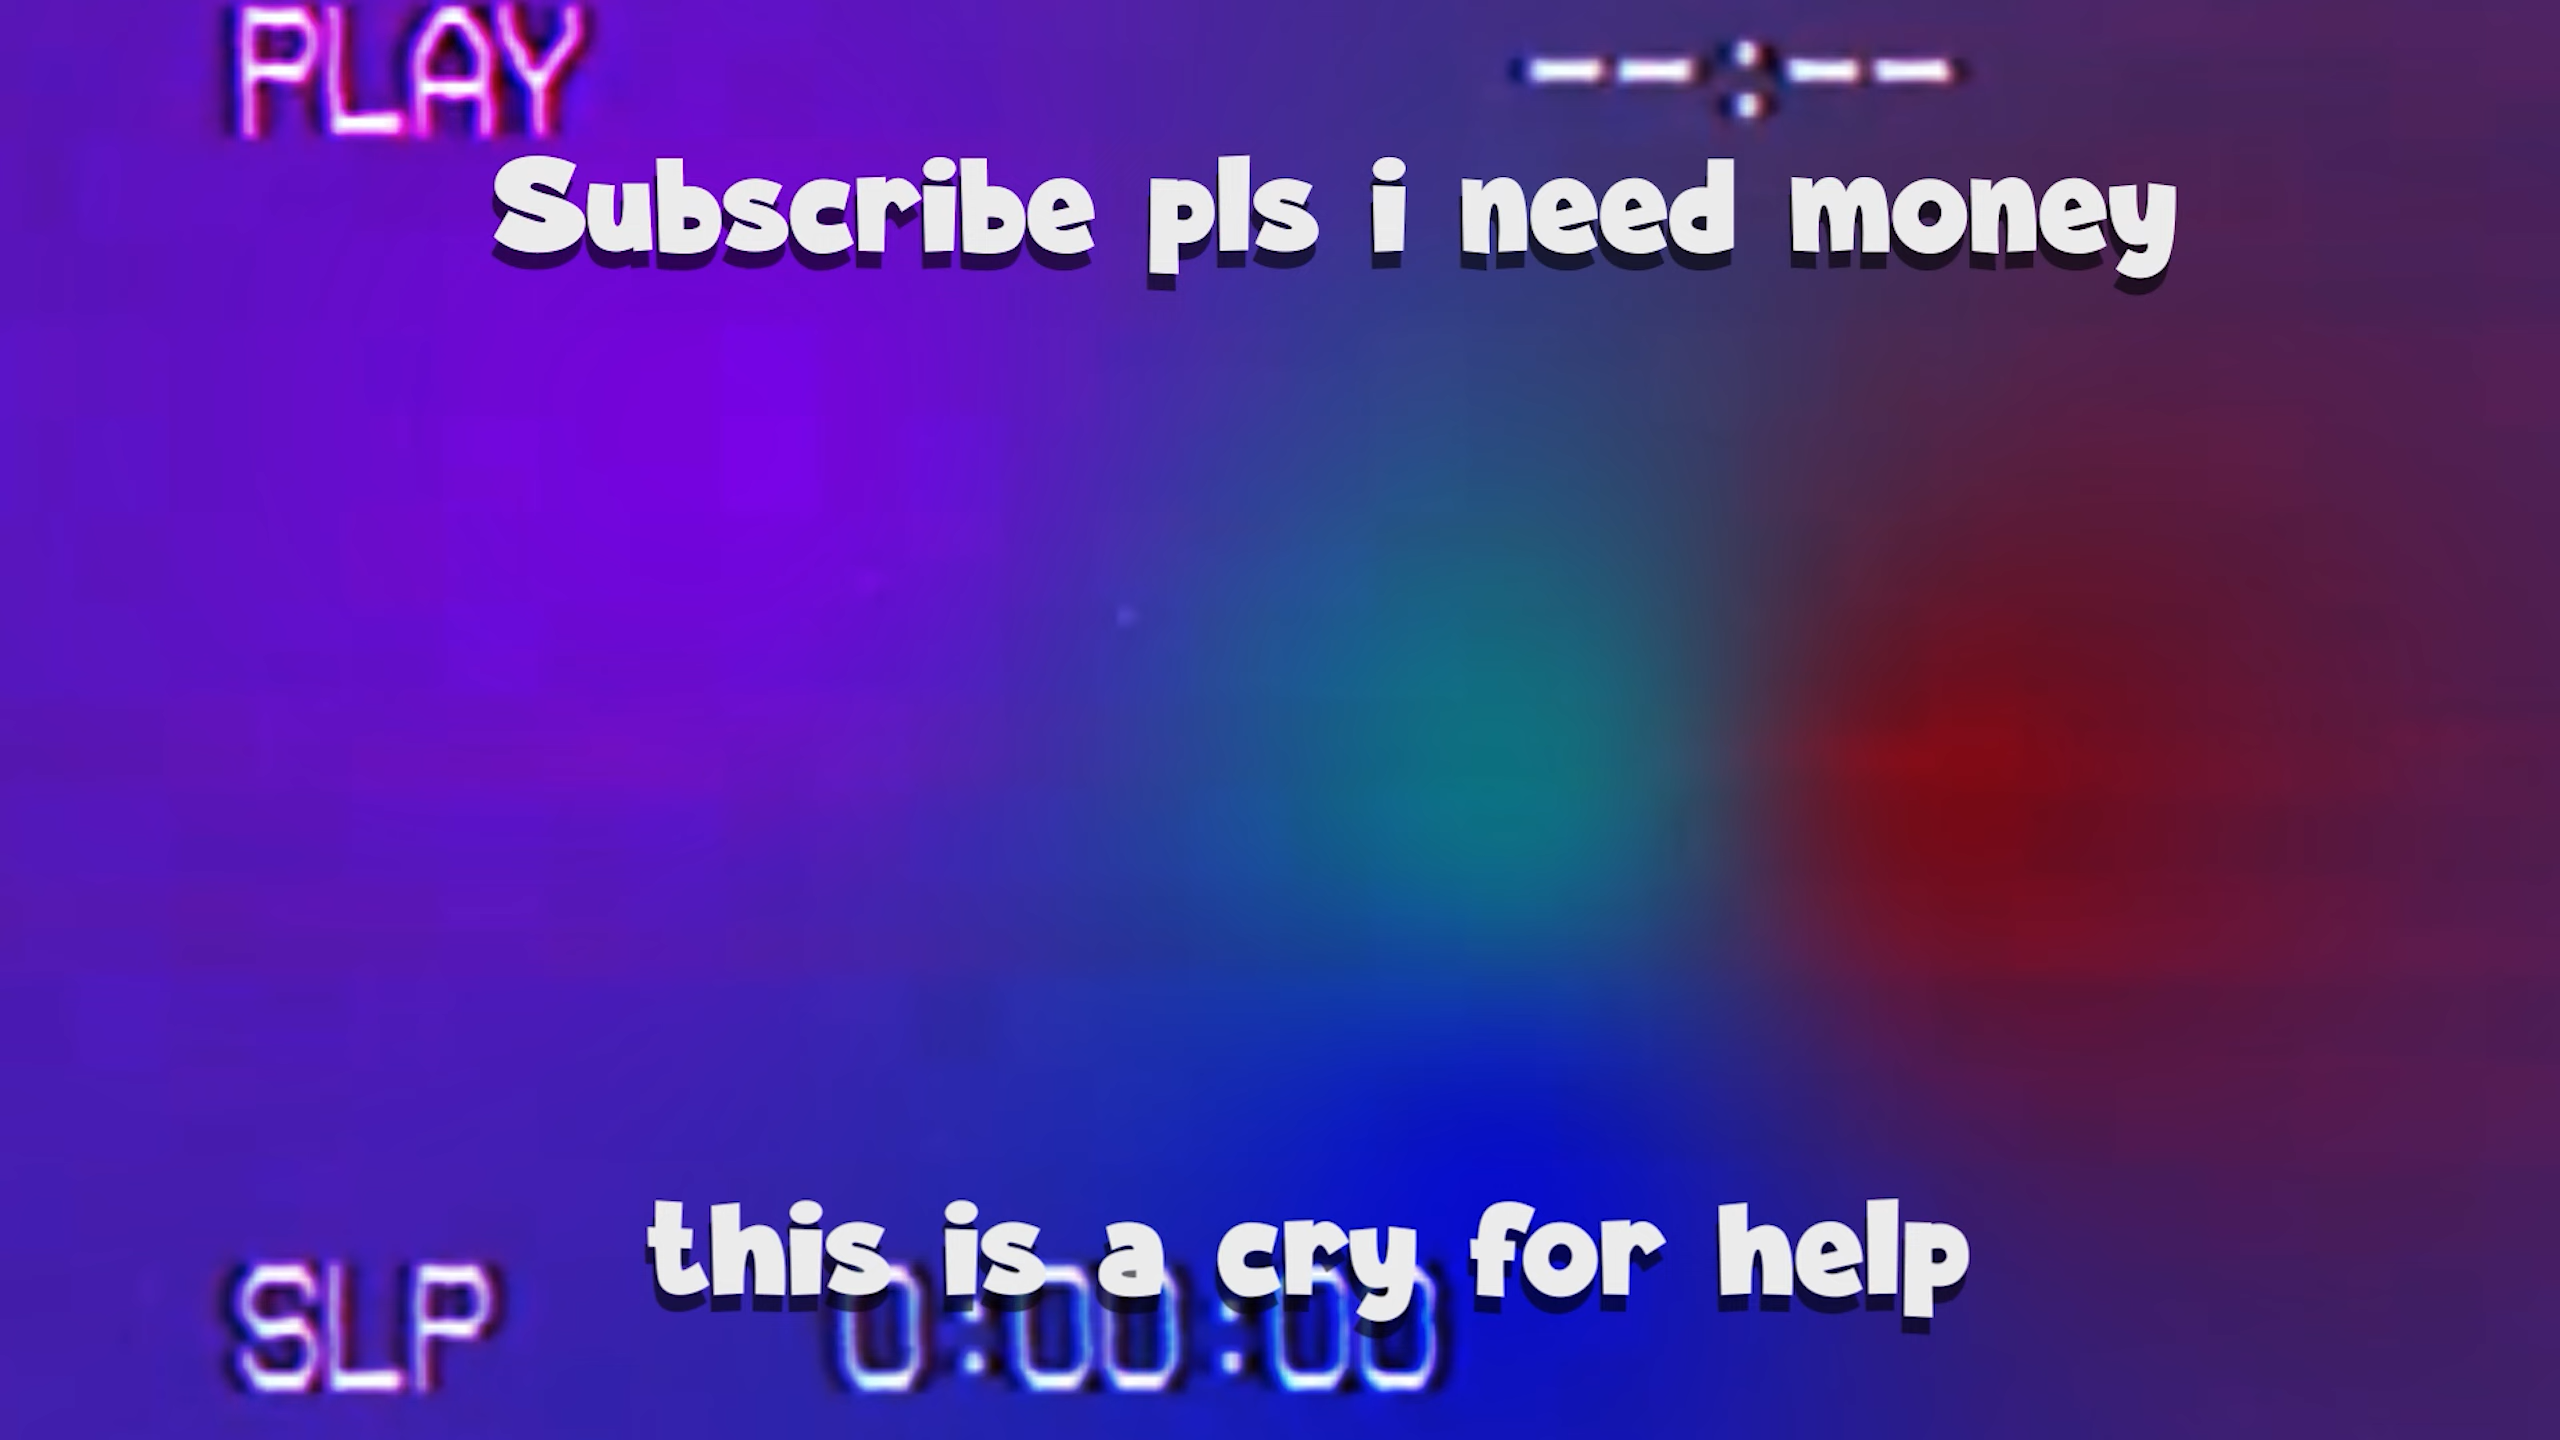 PLAY --:--
Subscribe pls i need money
this is a cry for help
SLP 0:00:00